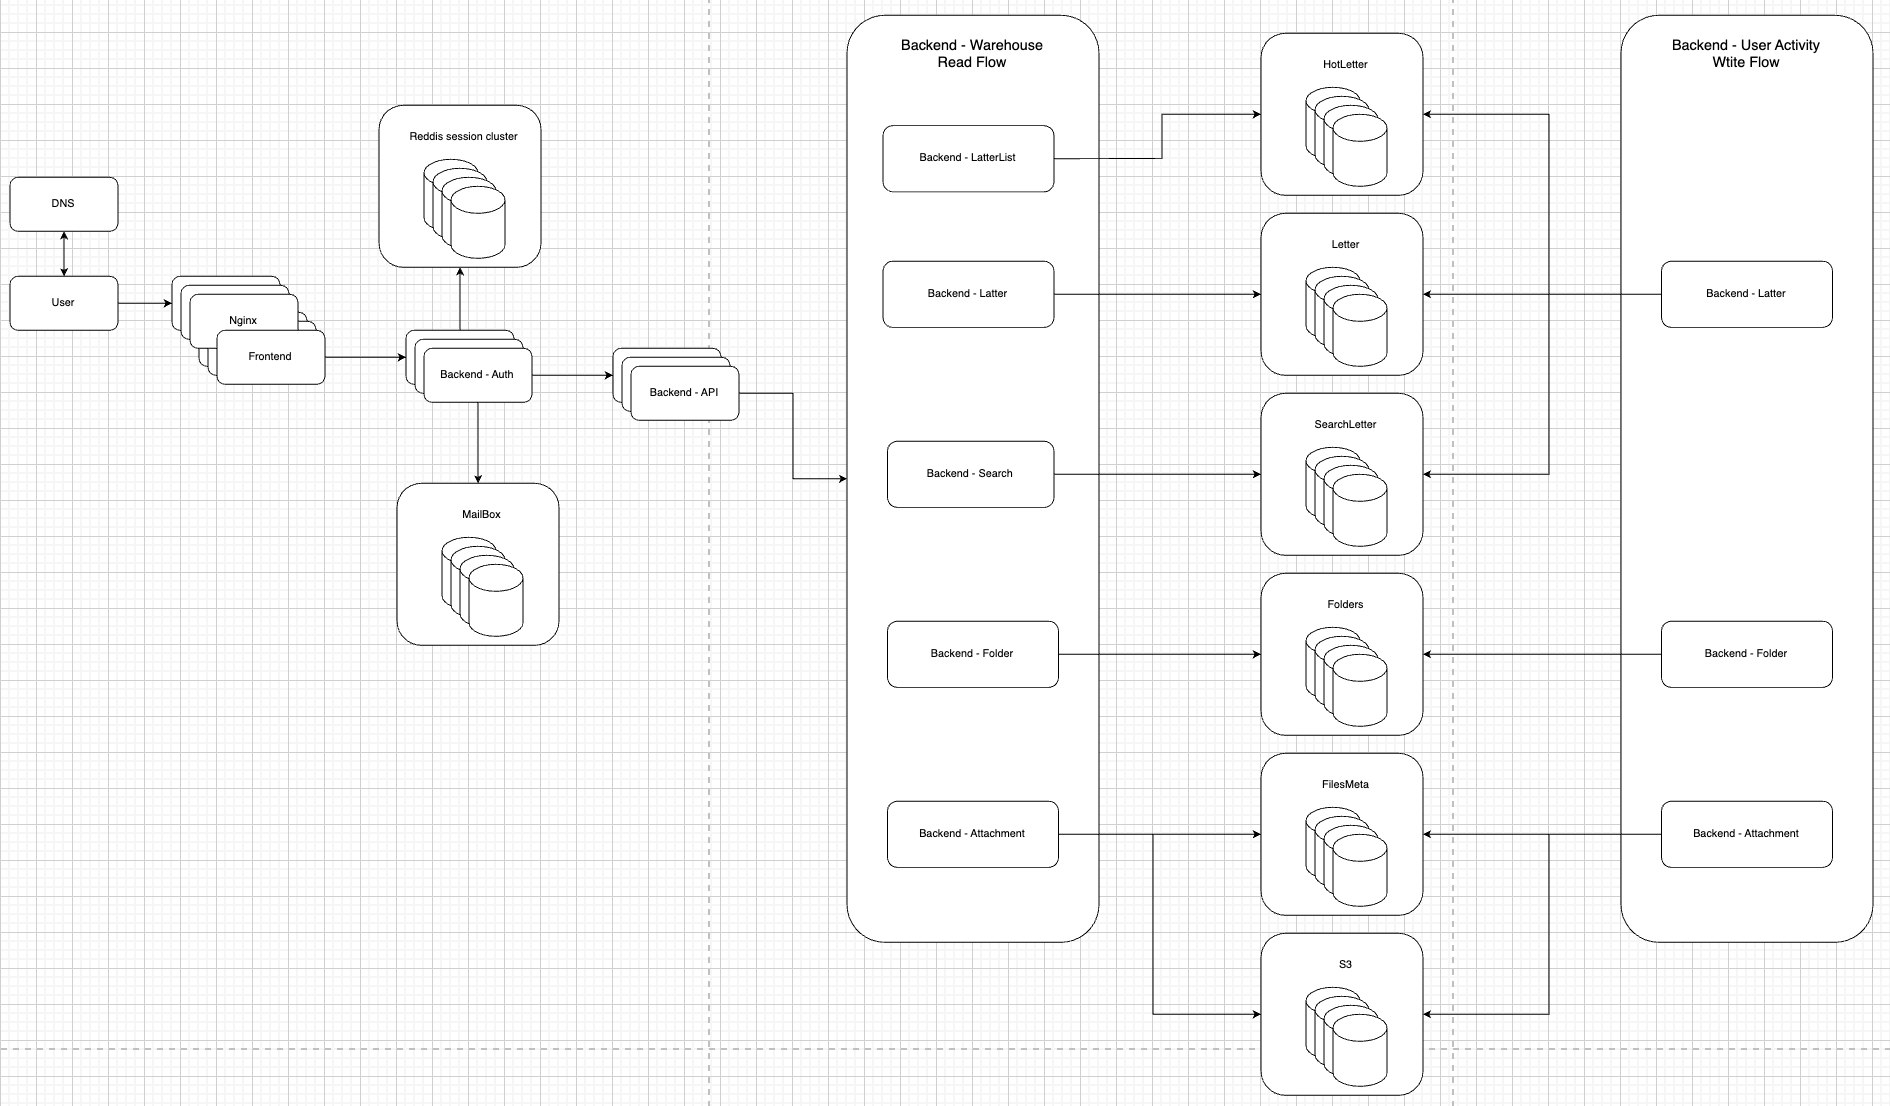 DNS
User
Nginx
Frontend
Reddis session cluster
Backend - Auth
MailBox
Backend - API
Backend - Warehouse
Read Flow
Backend - LatterList
Backend - Latter
Backend - Search
Backend - Folder
Backend - Attachment
HotLetter
Letter
SearchLetter
Folders
FilesMeta
S3
Backend - User Activity
Wtite Flow
Backend - Latter
Backend - Folder
Backend - Attachment